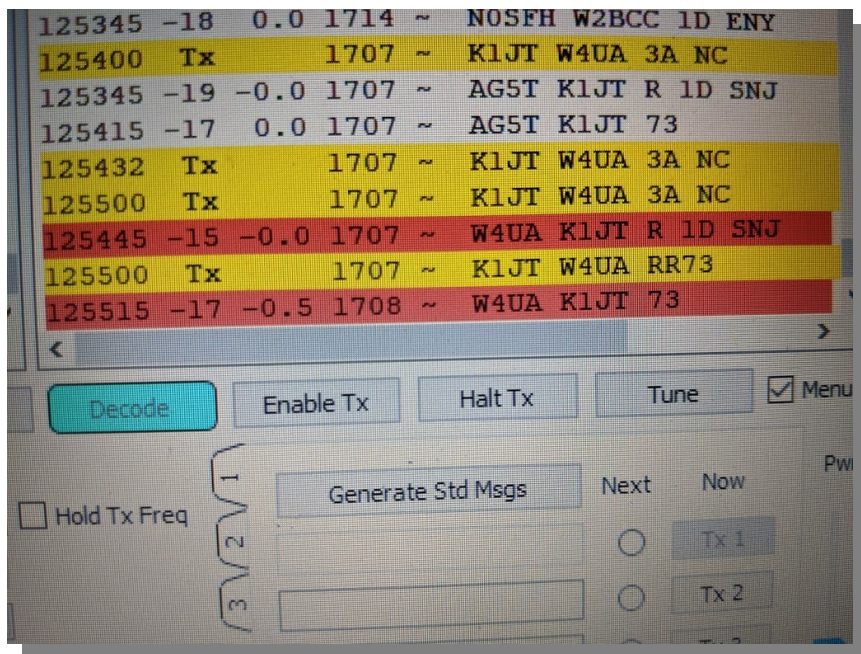 125345 -18 0.0 1714 ~ N0SFH W2BCC 1D ENY
125400 Tx 1707 ~ K1JT W4UA 3A NC
125345 -19 -0.0 1707 ~ AG5T K1JT R 1D SNJ
125415 -17 0.0 1707 ~ AG5T K1JT 73
125432 Tx 1707 ~ K1JT W4UA 3A NC
125500 Tx 1707 ~ K1JT W4UA 3A NC
125445 -15 -0.0 1707 ~ W4UA K1JT R 1D SNJ
125500 Tx 1707 ~ K1JT W4UA RR73
125515 -17 -0.5 1708 ~ W4UA K1JT 73
Decode Enable Tx Halt Tx Tune Menu
Generate Std Msgs Next Now
Hold Tx Freq
1
2
3
Tx 1
Tx 2